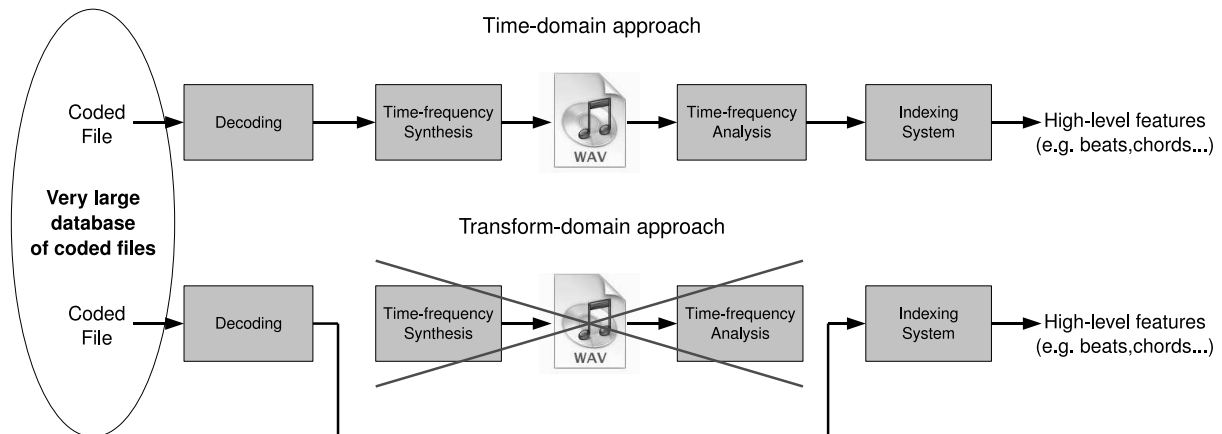 Time-domain approach
Coded
File
Decoding
Time-frequency
Synthesis
WAV
Time-frequency
Analysis
Indexing
System
High-level features
(e.g. beats,chords...)
Very large
database
of coded files
Transform-domain approach
Coded
File
Decoding
Time-frequency
Synthesis
WAV
Time-frequency
Analysis
Indexing
System
High-level features
(e.g. beats,chords...)